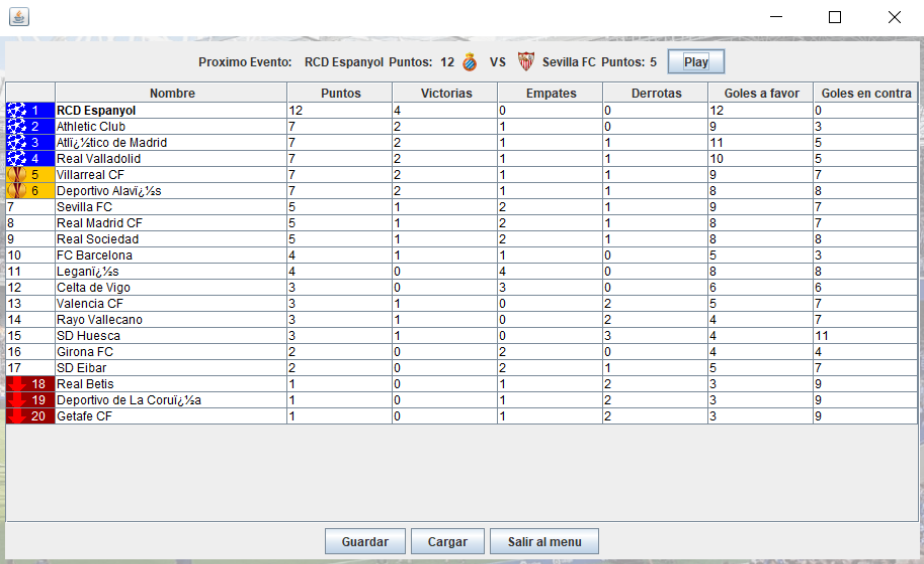 Proximo Evento: RCD Espanyol Puntos: 12 VS Sevilla FC Puntos: 5 Play
Nombre Puntos Victorias Empates Derrotas Goles a favor Goles en contra
1 RCD Espanyol 12 4 0 0 12 0
2 Athletic Club 7 2 1 0 9 3
3 Atlï¿½tico de Madrid 7 2 1 1 11 5
4 Real Valladolid 7 2 1 1 10 5
5 Villarreal CF 7 2 1 1 9 7
6 Deportivo Alavï¿½s 7 2 1 1 8 8
7 Sevilla FC 5 1 2 1 9 7
8 Real Madrid CF 5 1 2 1 8 7
9 Real Sociedad 5 1 2 1 8 8
10 FC Barcelona 4 1 1 0 5 3
11 Leganï¿½s 4 0 4 0 8 8
12 Celta de Vigo 3 0 3 0 6 6
13 Valencia CF 3 1 0 2 5 7
14 Rayo Vallecano 3 1 0 2 4 7
15 SD Huesca 3 1 0 3 4 11
16 Girona FC 2 0 2 0 4 4
17 SD Eibar 2 0 2 1 5 7
18 Real Betis 1 0 1 2 3 9
19 Deportivo de La Coruï¿½a 1 0 1 2 3 9
20 Getafe CF 1 0 1 2 3 9
Guardar Cargar Salir al menu